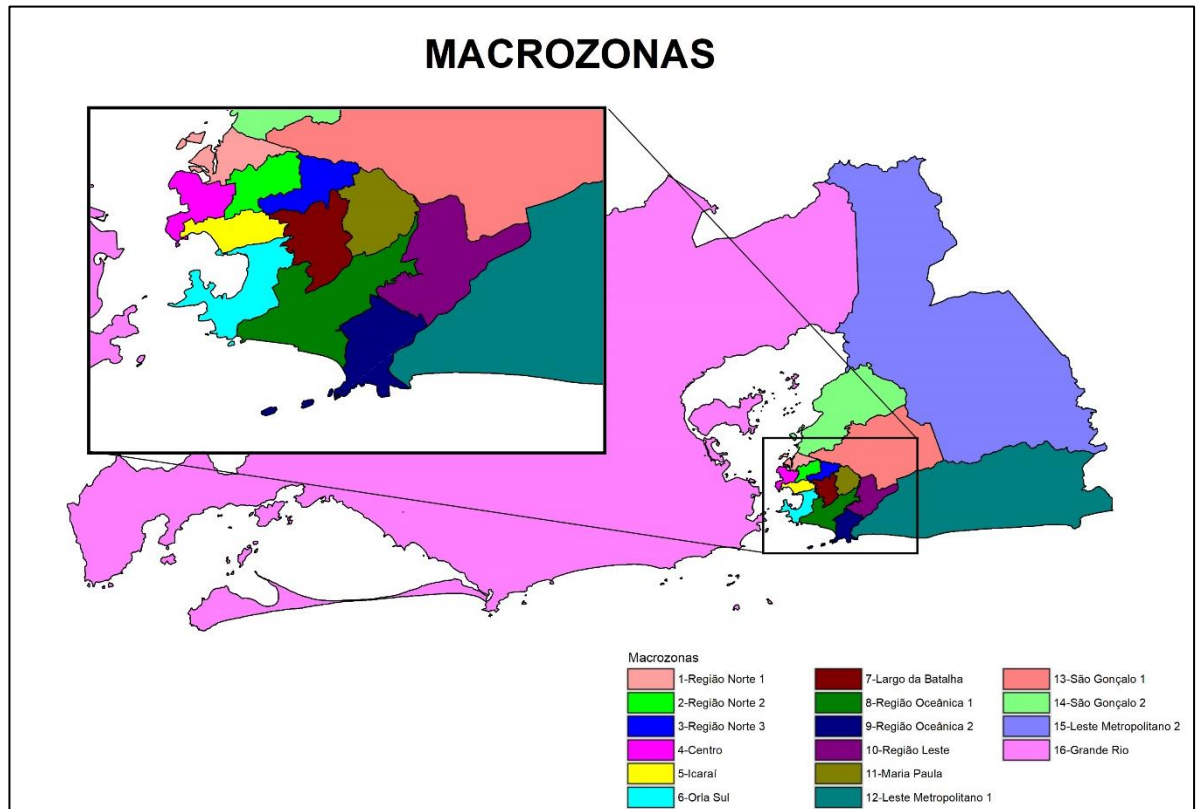 MACROZONAS
Macrozonas
1-Região Norte 1
2-Região Norte 2
3-Região Norte 3
4-Centro
5-Icaraí
6-Orla Sul
7-Largo da Batalha
8-Região Oceânica 1
9-Região Oceânica 2
10-Região Leste
11-Maria Paula
12-Leste Metropolitano 1
13-São Gonçalo 1
14-São Gonçalo 2
15-Leste Metropolitano 2
16-Grande Rio